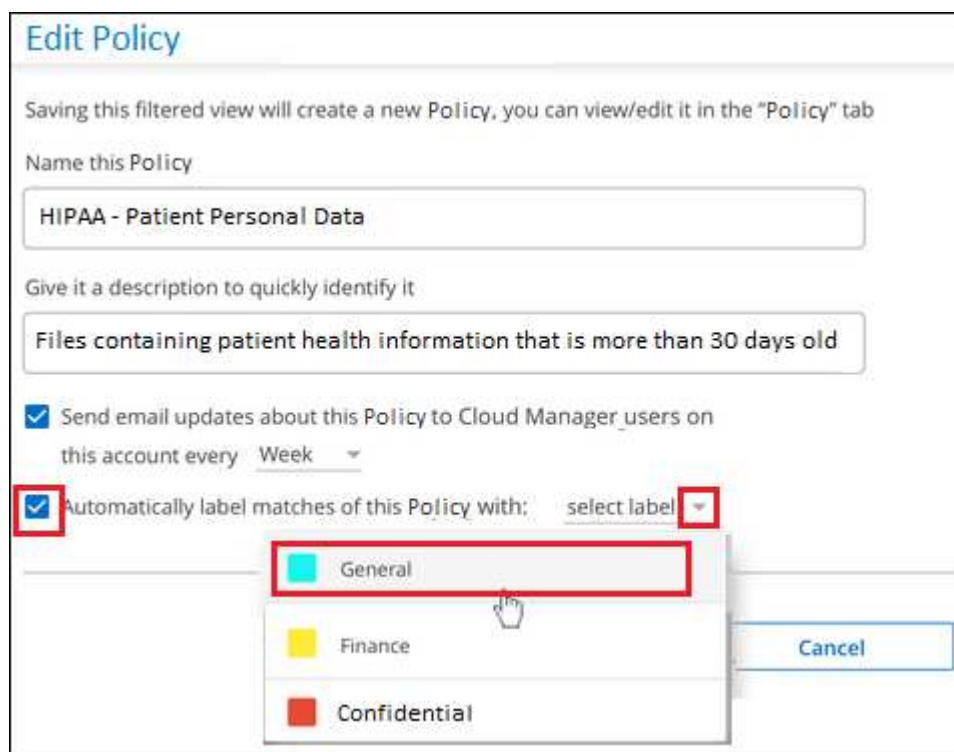 Edit Policy
Saving this filtered view will create a new Policy, you can view/edit it in the "Policy" tab
Name this Policy
HIPAA - Patient Personal Data
Give it a description to quickly identify it
Files containing patient health information that is more than 30 days old
Send email updates about this Policy to Cloud Manager users on
this account every Week
Automatically label matches of this Policy with: select label
General
Finance
Cancel
Confidential